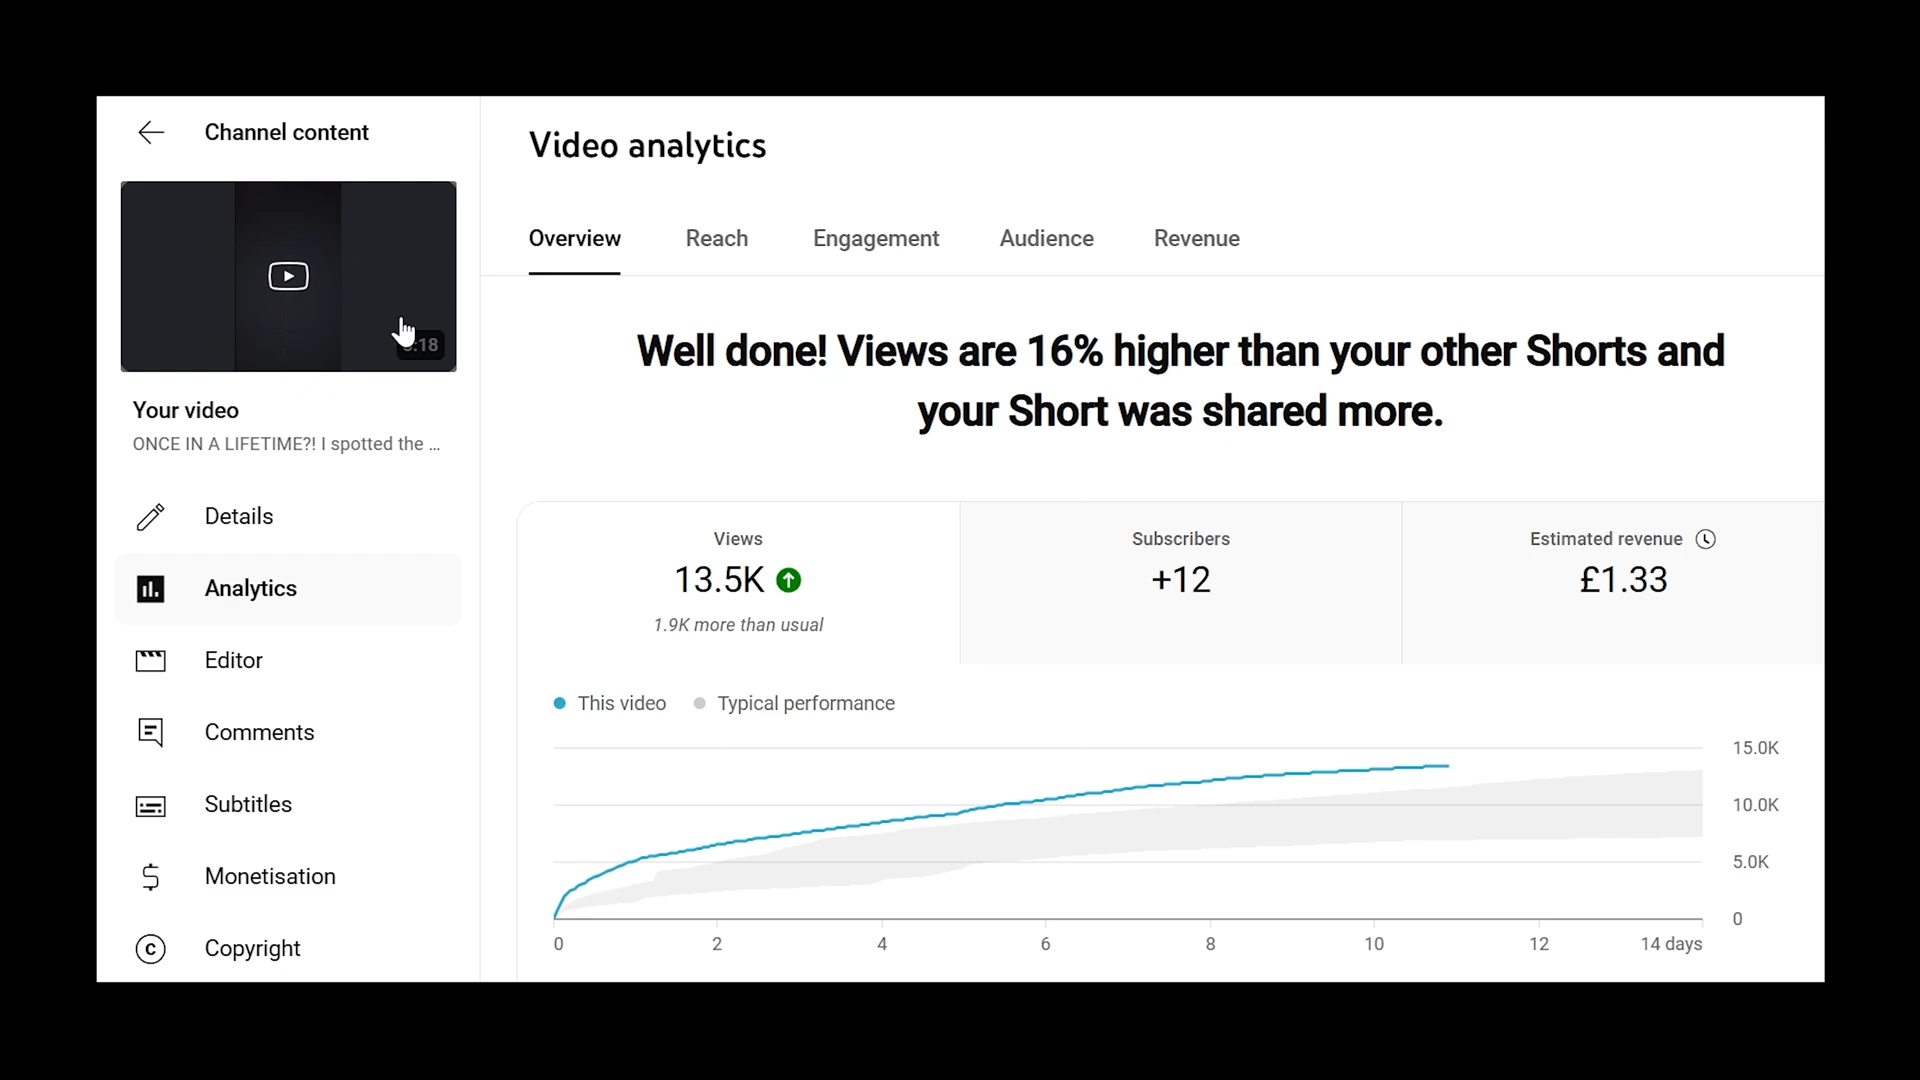 Channel content
:18
Your video
ONCE IN A LIFETIME?! I spotted the ...
Details
Analytics
Editor
Comments
Subtitles
Monetisation
Copyright
Video analytics
Overview Reach Engagement Audience Revenue
Well done! Views are 16% higher than your other Shorts and
your Short was shared more.
Views
13.5K
1.9K more than usual
Subscribers
+12
Estimated revenue
£1.33
This video Typical performance
15.0K
10.0K
5.0K
0
0 2 4 6 8 10 12 14 days